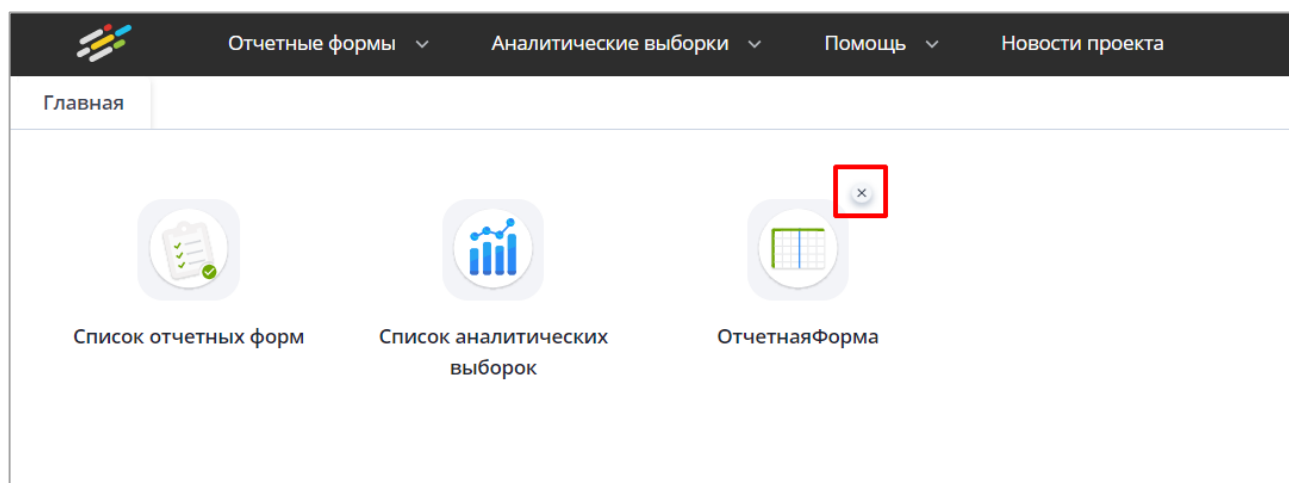 Отчетные формы Аналитические выборки Помощь Новости проекта
Главная
Список отчетных форм Список аналитических ОтчетнаяФорма
выборок